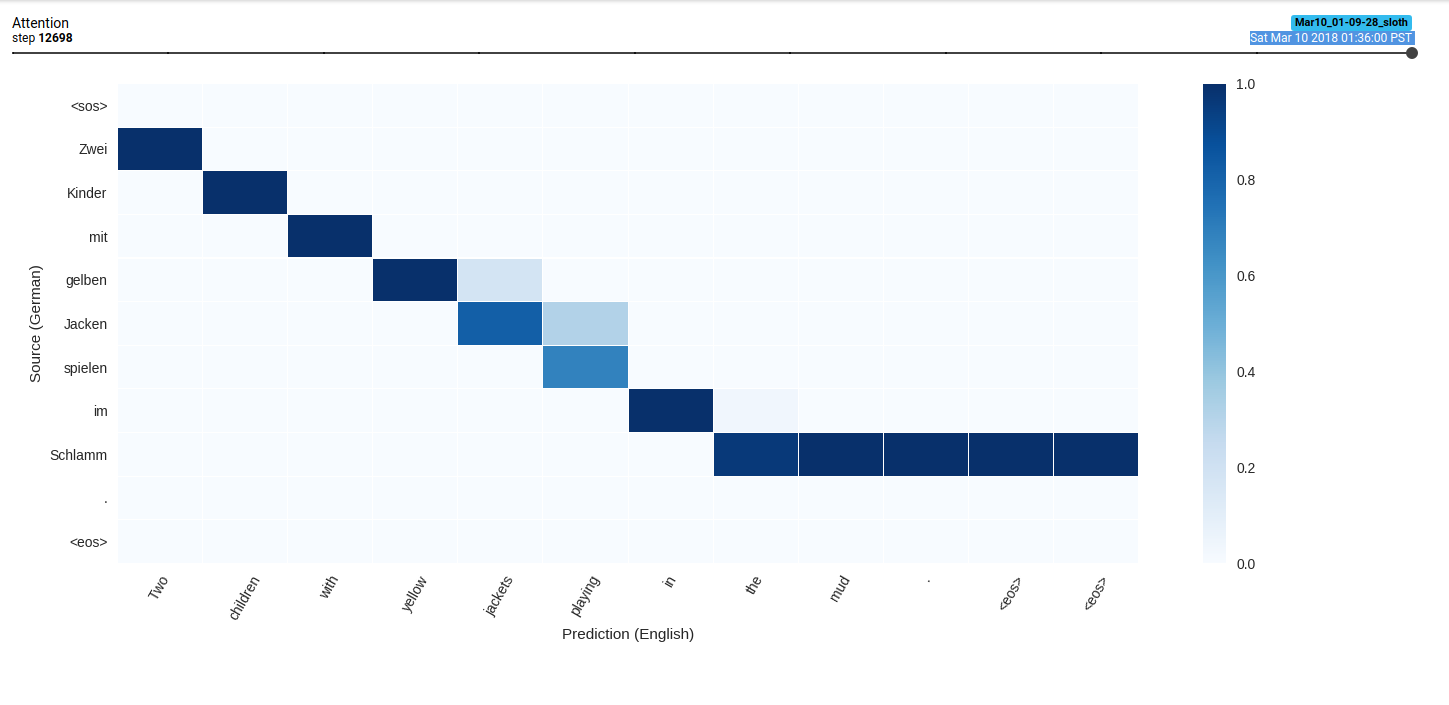 Attention
step 12698
Mar10_01-09-28_sloth
Sat Mar 10 2018 01:36:00 PST
Source (German)
<sos>
Zwei
Kinder
mit
gelben
Jacken
spielen
im
Schlamm
.
<eos>
Two
children
with
yellow
jackets
playing
in
the
mud
.
<eos>
<eos>
Prediction (English)
1.0
0.8
0.6
0.4
0.2
0.0